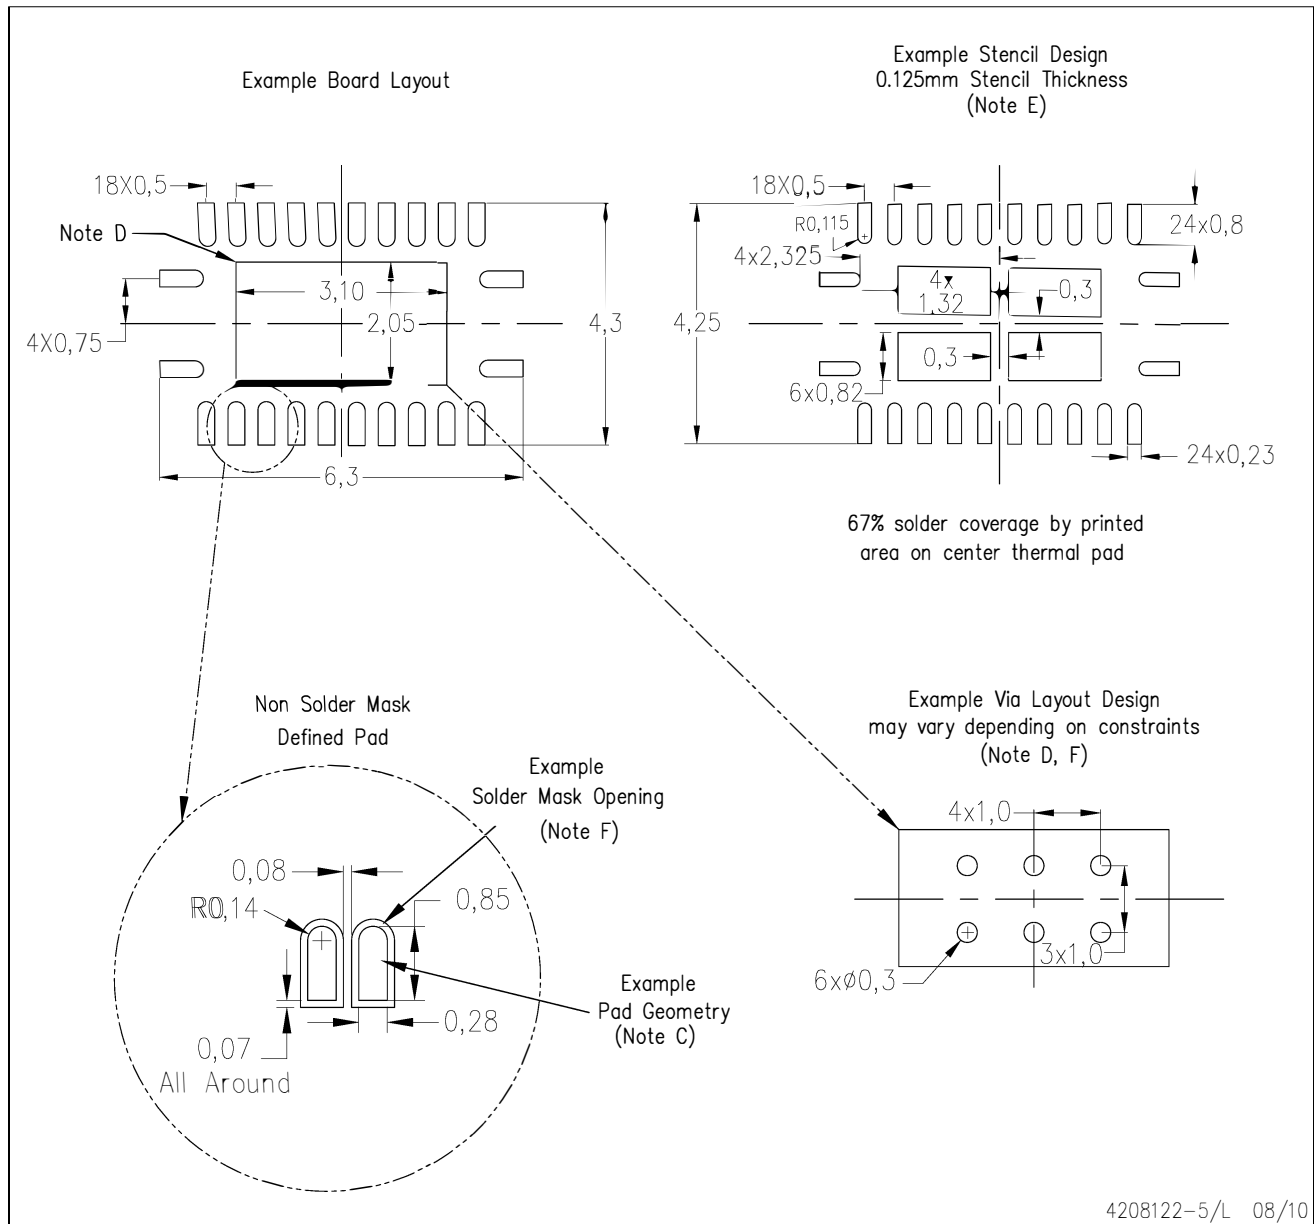 Example Board Layout
18X0,5
Note D
3,10
2,05
4,3
4X0,75
6,3
Example Stencil Design
0.125mm Stencil Thickness
(Note E)
18X0,5
R0,115
24x0,8
4x2,325
4x
1,32
0,3
4,25
0,3
6x0,82
24x0,23
67% solder coverage by printed
area on center thermal pad
Non Solder Mask
Defined Pad
Example
Solder Mask Opening
(Note F)
0,08
R0,14
0,85
Example
Pad Geometry
(Note C)
0,28
0,07
All Around
Example Via Layout Design
may vary depending on constraints
(Note D, F)
4x1,0
3x1,0
6xø0,3
4208122-5/L 08/10